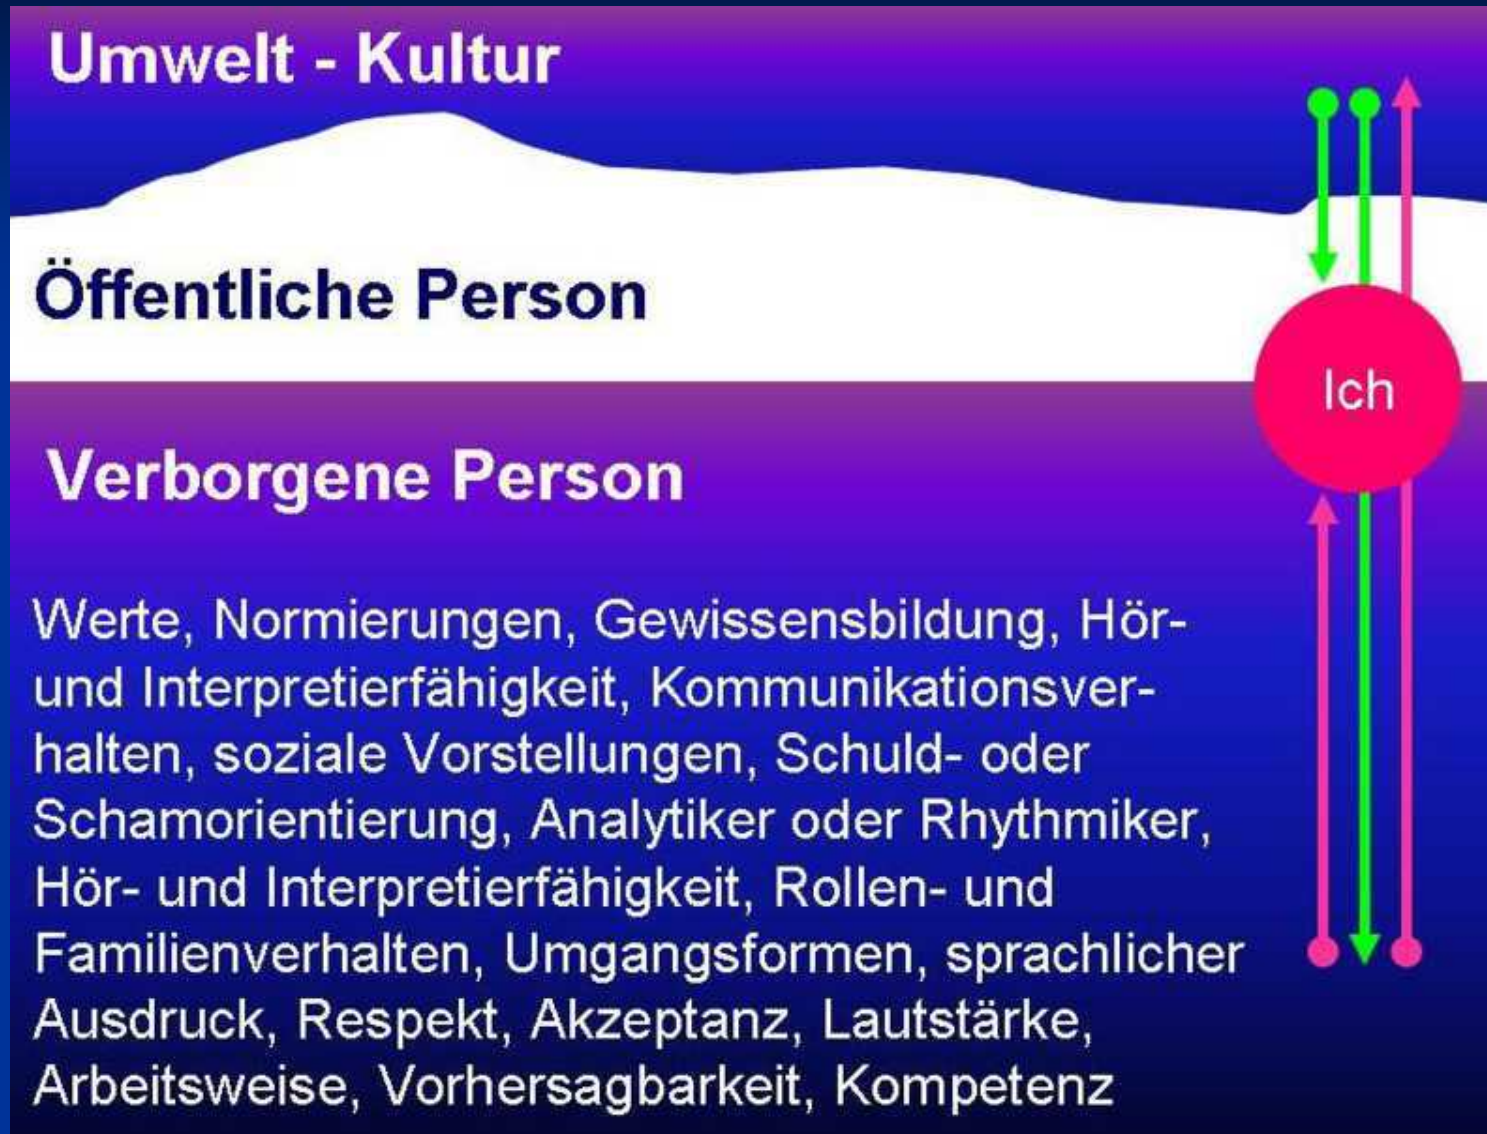 Umwelt - Kultur
Öffentliche Person
Ich
Verborgene Person
Werte, Normierungen, Gewissensbildung, Hör-
und Interpretierfähigkeit, Kommunikationsver-
halten, soziale Vorstellungen, Schuld- oder
Schamorientierung, Analytiker oder Rhythmiker,
Hör- und Interpretierfähigkeit, Rollen- und
Familienverhalten, Umgangsformen, sprachlicher
Ausdruck, Respekt, Akzeptanz, Lautstärke,
Arbeitsweise, Vorhersagbarkeit, Kompetenz